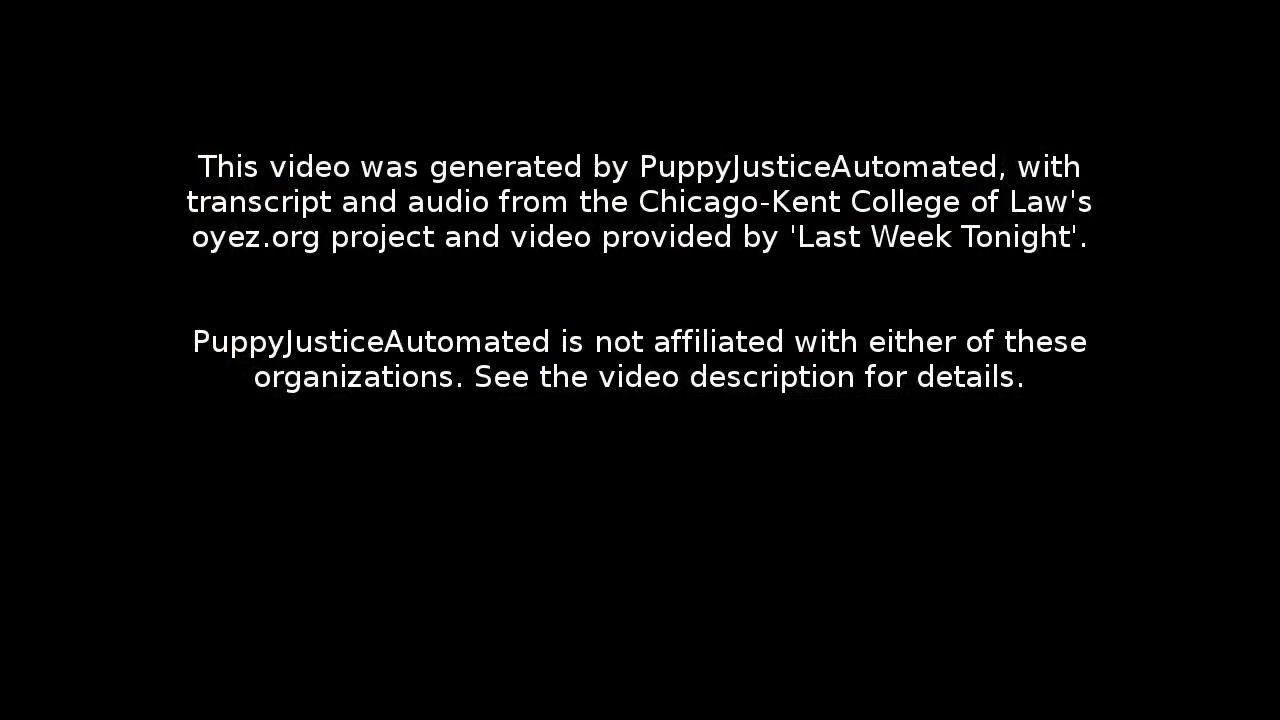 This video was generated by PuppyJusticeAutomated, with
transcript and audio from the Chicago-Kent College of Law's
oyez.org project and video provided by 'Last Week Tonight'.
PuppyJusticeAutomated is not affiliated with either of these
organizations. See the video description for details.